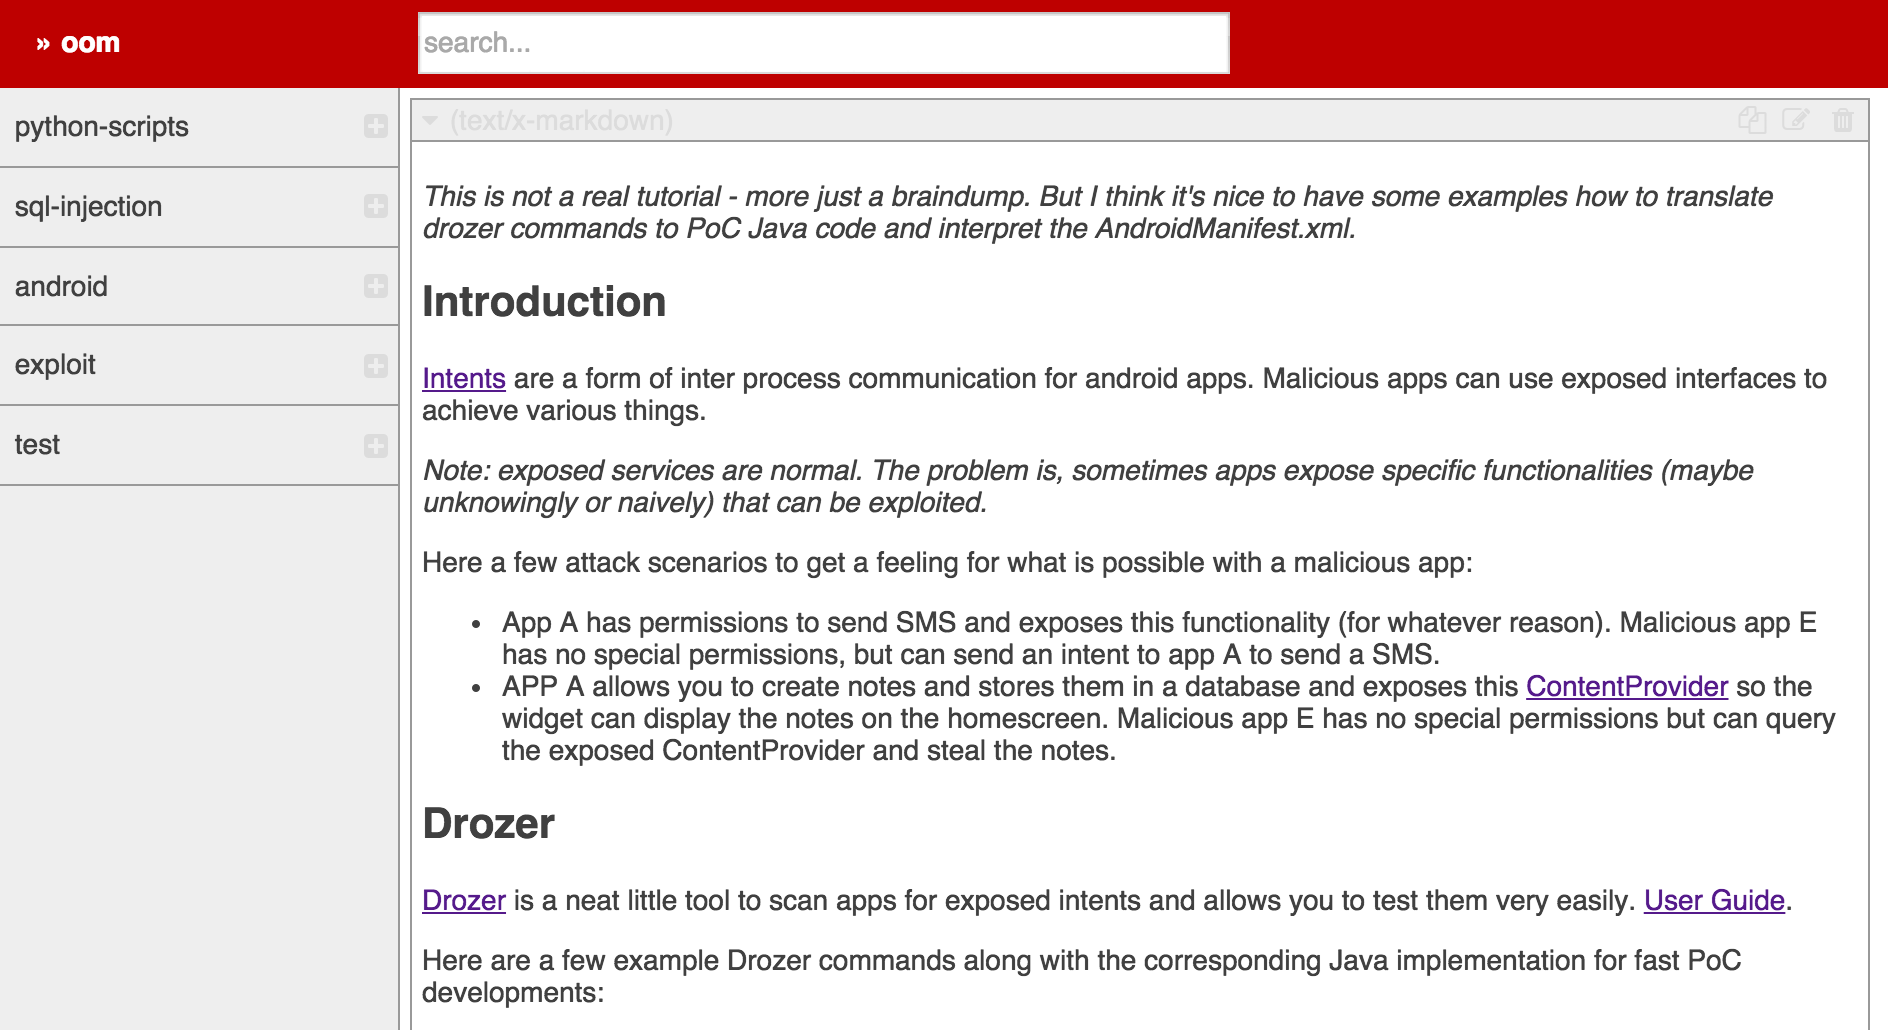 » oom
search...
python-scripts
sql-injection
android
exploit
test
(text/x-markdown)
This is not a real tutorial - more just a braindump. But I think it's nice to have some examples how to translate
drozer commands to PoC Java code and interpret the AndroidManifest.xml.
Introduction
Intents are a form of inter process communication for android apps. Malicious apps can use exposed interfaces to
achieve various things.
Note: exposed services are normal. The problem is, sometimes apps expose specific functionalities (maybe
unknowingly or naively) that can be exploited.
Here a few attack scenarios to get a feeling for what is possible with a malicious app:
• App A has permissions to send SMS and exposes this functionality (for whatever reason). Malicious app E
has no special permissions, but can send an intent to app A to send a SMS.
• APP A allows you to create notes and stores them in a database and exposes this ContentProvider so the
widget can display the notes on the homescreen. Malicious app E has no special permissions but can query
the exposed ContentProvider and steal the notes.
Drozer
Drozer is a neat little tool to scan apps for exposed intents and allows you to test them very easily. User Guide.
Here are a few example Drozer commands along with the corresponding Java implementation for fast PoC
developments: